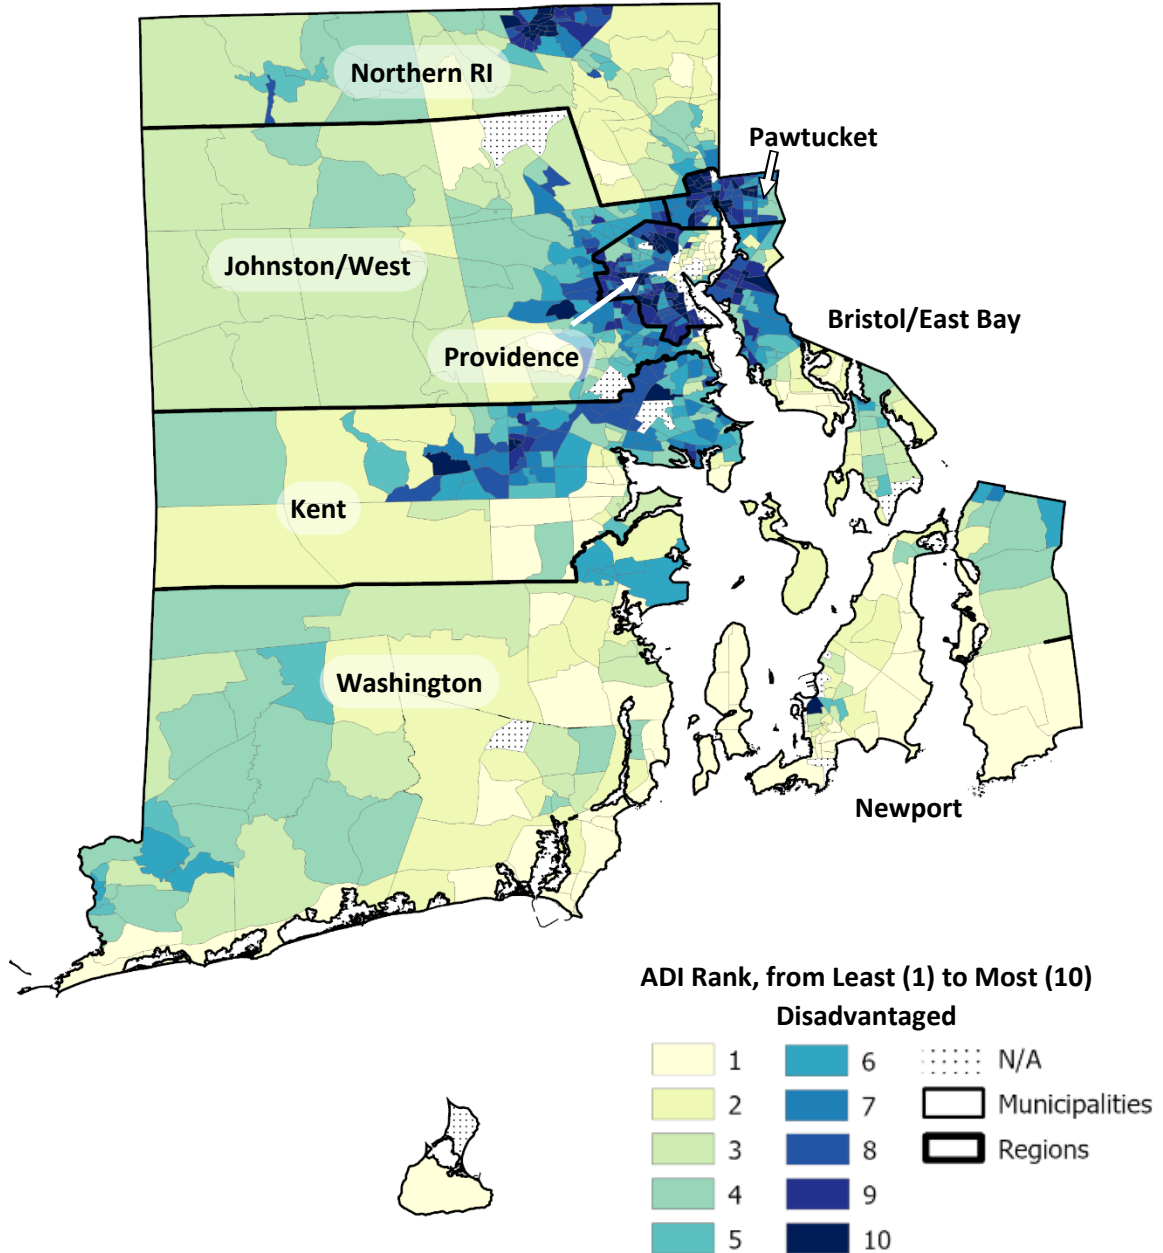 Northern RI
Pawtucket
Johnston/West
Bristol/East Bay
Providence
Kent
Washington
Newport
ADI Rank, from Least (1) to Most (10)
Disadvantaged
1
2
3
4
5
6
7
8
9
10
N/A
Municipalities
Regions